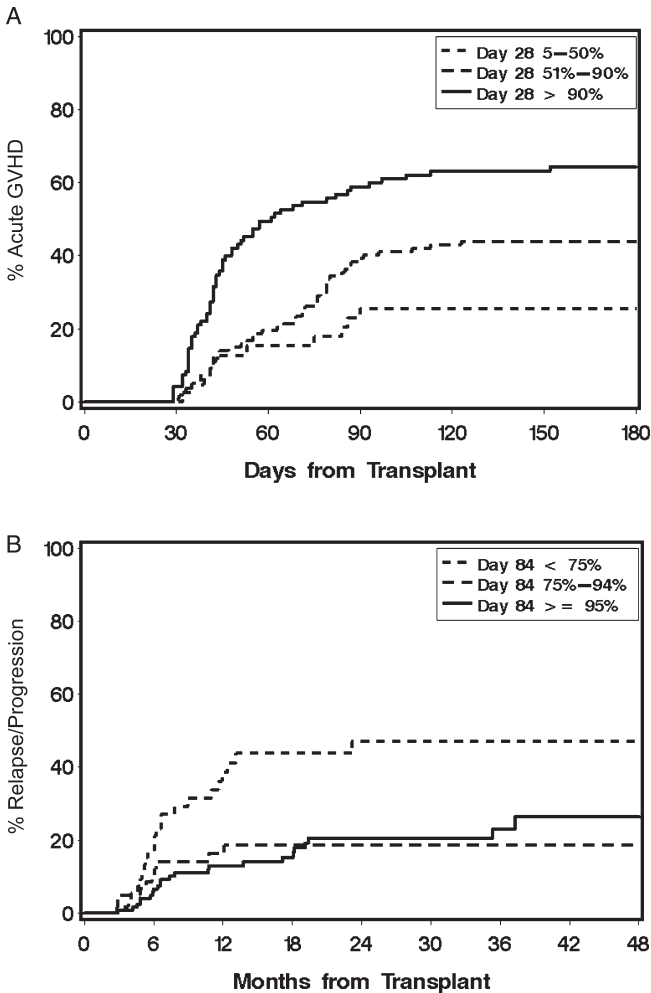 A
% Acute GVHD
100
80
60
40
20
0
Day 28 5–50%
Day 28 51%–90%
Day 28 > 90%
0 30 60 90 120 150 180
Days from Transplant
B
% Relapse/Progression
100
80
60
40
20
0
Day 84 < 75%
Day 84 75%–94%
Day 84 >= 95%
0 6 12 18 24 30 36 42 48
Months from Transplant